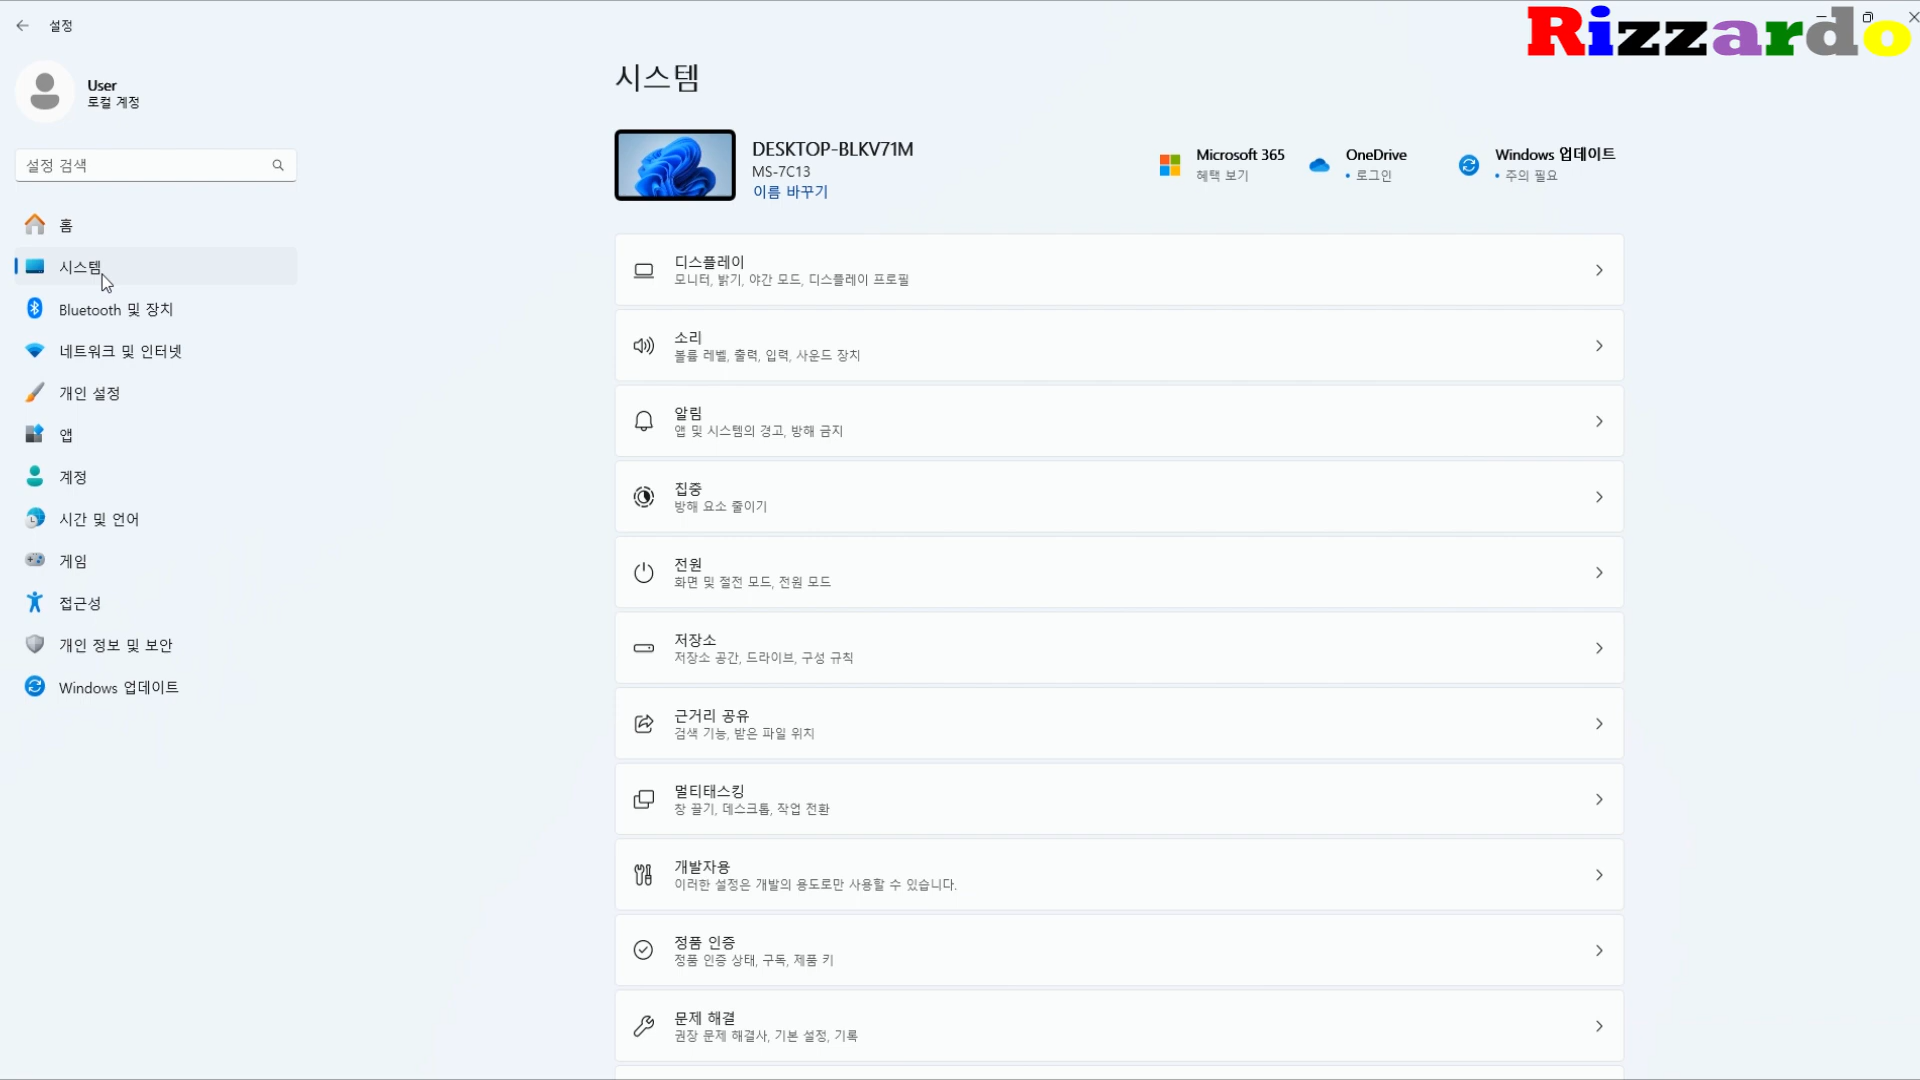 설정
Rizzardo
User
로컬 계정
설정 검색
홈
시스템
Bluetooth 및 장치
네트워크 및 인터넷
개인 설정
앱
계정
시간 및 언어
게임
접근성
개인 정보 및 보안
Windows 업데이트
시스템
DESKTOP-BLKV71M
MS-7C13
이름 바꾸기
Microsoft 365
혜택 보기
OneDrive
• 로그인
Windows 업데이트
• 주의 필요
디스플레이
모니터, 밝기, 야간 모드, 디스플레이 프로필
소리
볼륨 레벨, 출력, 입력, 사운드 장치
알림
앱 및 시스템의 경고, 방해 금지
집중
방해 요소 줄이기
전원
화면 및 절전 모드, 전원 모드
저장소
저장소 공간, 드라이브, 구성 규칙
근거리 공유
검색 기능, 받은 파일 위치
멀티태스킹
창 끌기, 데스크톱, 작업 전환
개발자용
이러한 설정은 개발의 용도로만 사용할 수 있습니다.
정품 인증
정품 인증 상태, 구독, 제품 키
문제 해결
권장 문제 해결사, 기본 설정, 기록